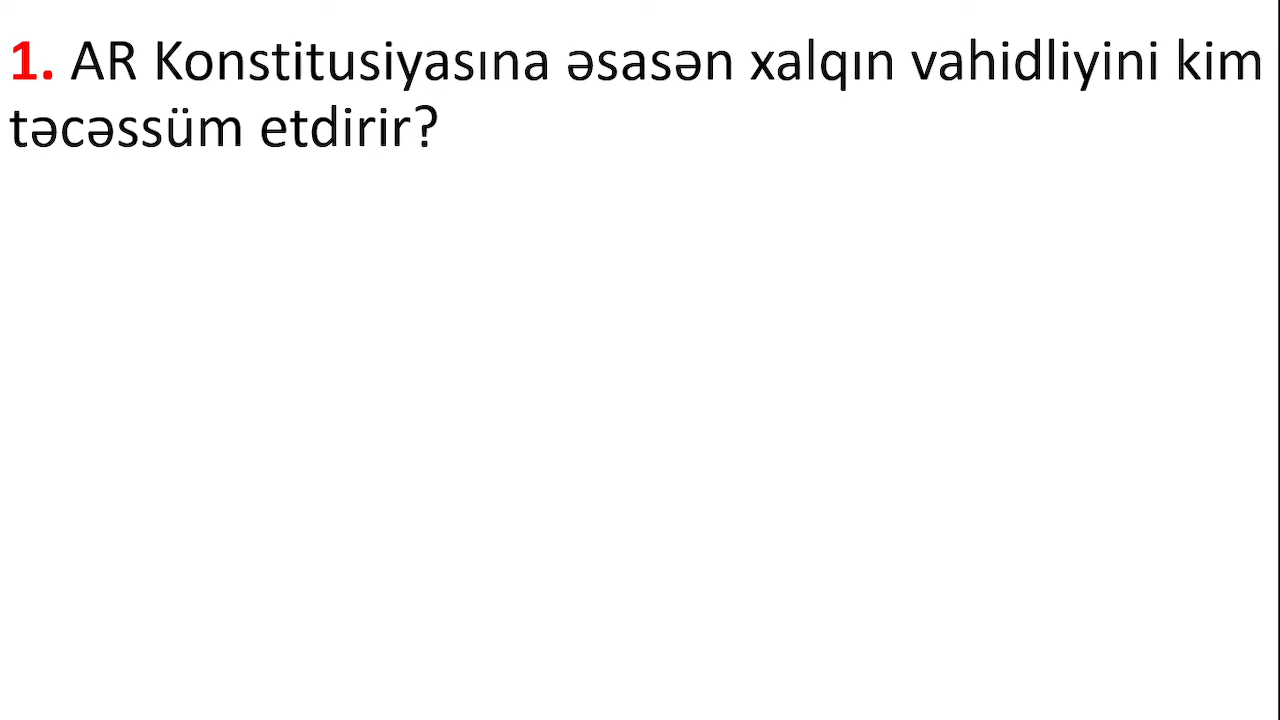 1. AR Konstitusiyasına əsasən xalqın vahidliyini kim
təcəssüm etdirir?